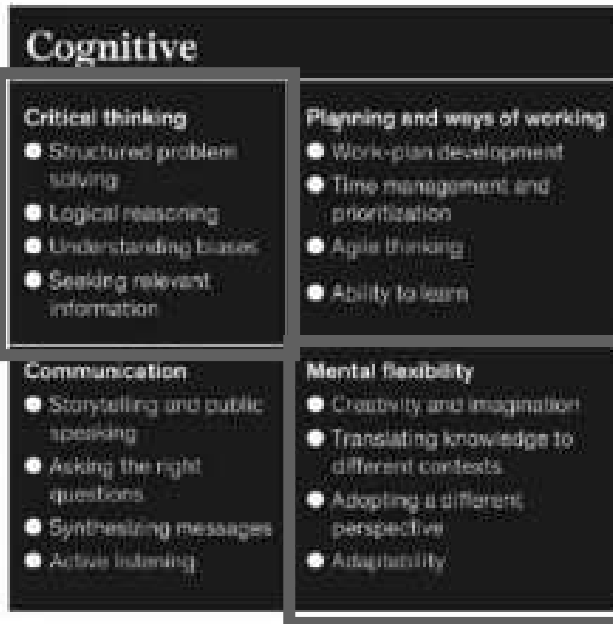 Cognitive
Critical thinking
Structured problem
solving
Logical reasoning
Understanding biases
Seeking relevant
information
Planning and ways of working
Work-plan development
Time management and
prioritization
Agile thinking
Ability to learn
Communication
Storytelling and public
speaking
Asking the right
questions
Synthesizing messages
Active listening
Mental flexibility
Creativity and imagination
Translating knowledge to
different contexts
Adopting a different
perspective
Adaptability